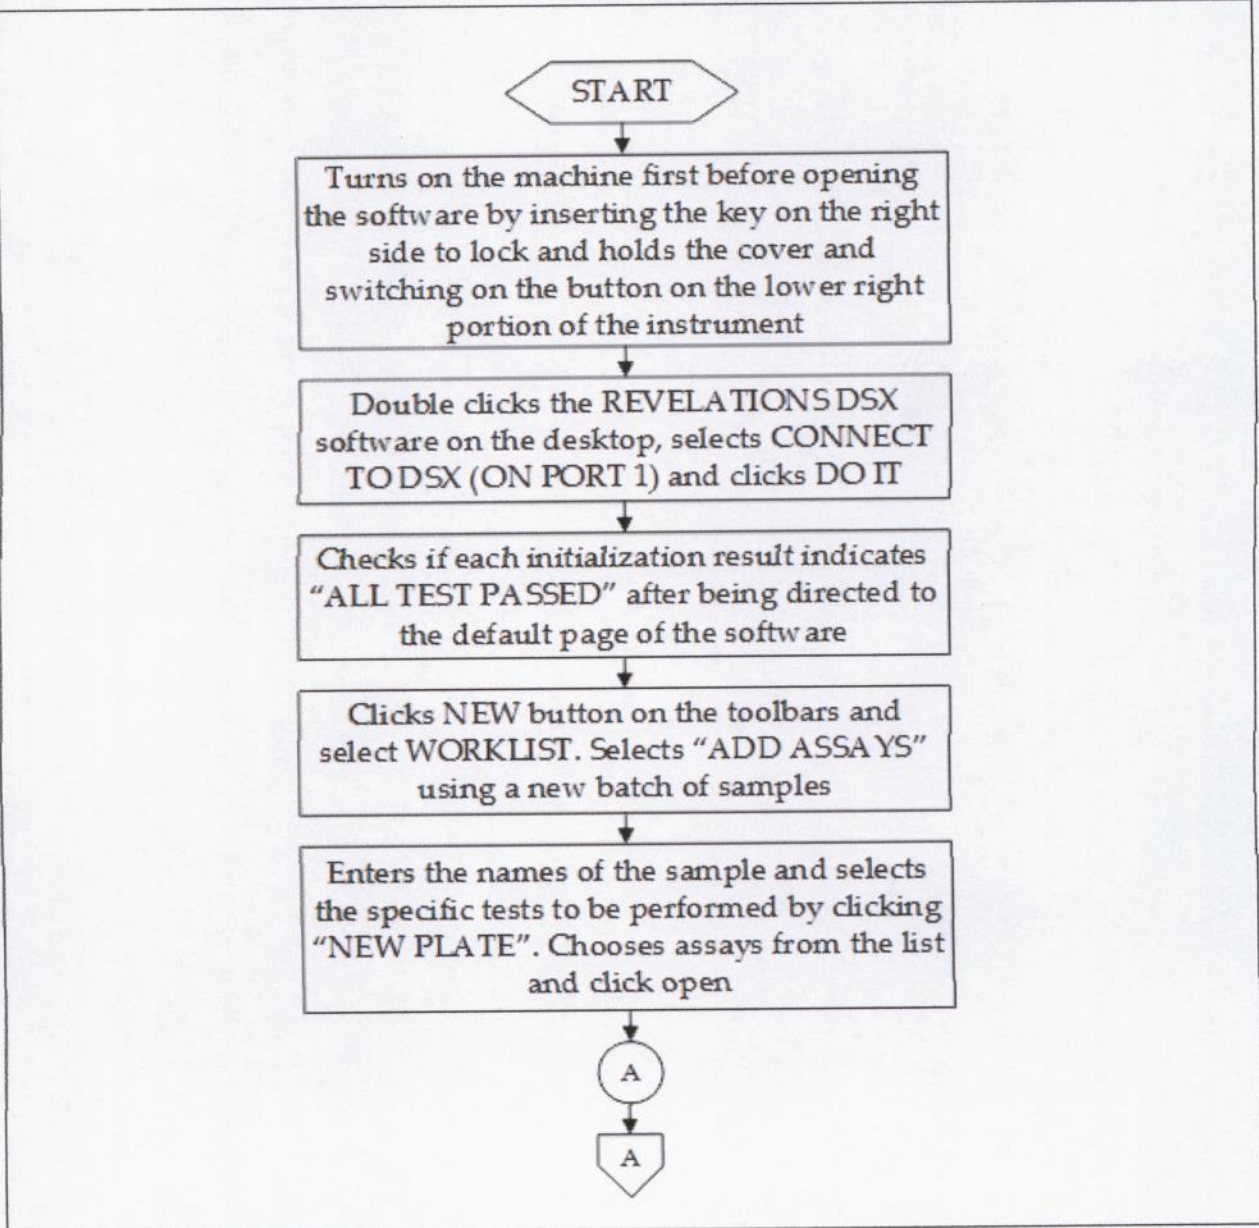 START
Turns on the machine first before opening
the software by inserting the key on the right
side to lock and holds the cover and
switching on the button on the lower right
portion of the instrument
Double clicks the REVELATIONS DSX
software on the desktop, selects CONNECT
TO DSX (ON PORT 1) and clicks DO IT
Checks if each initialization result indicates
“ALL TEST PASSED” after being directed to
the default page of the software
Clicks NEW button on the toolbars and
select WORKLIST. Selects “ADD ASSAYS”
using a new batch of samples
Enters the names of the sample and selects
the specific tests to be performed by clicking
“NEW PLATE”. Chooses assays from the list
and click open
A
A